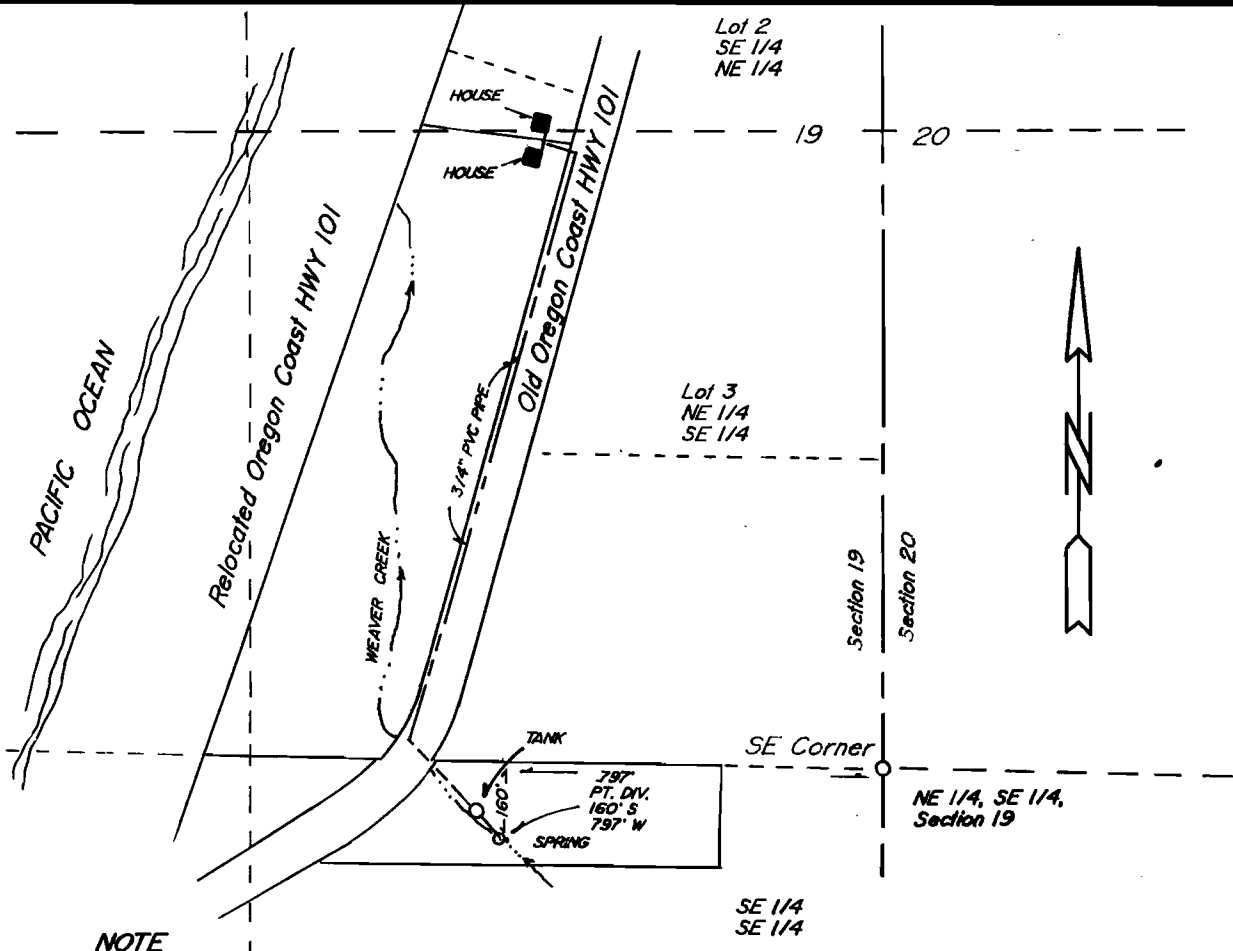 Lot 2
SE 1/4
NE 1/4
HOUSE
19
20
HOUSE
Old Oregon Coast HWY 101
Relocated Oregon Coast HWY 101
PACIFIC OCEAN
3/4" PVC PIPE
WEAVER CREEK
Lot 3
NE 1/4
SE 1/4
N
Section 19
Section 20
TANK
SE Corner
160'
797'
PT. DIV.
160' S
797' W
SPRING
NE 1/4, SE 1/4,
Section 19
SE 1/4
SE 1/4
NOTE